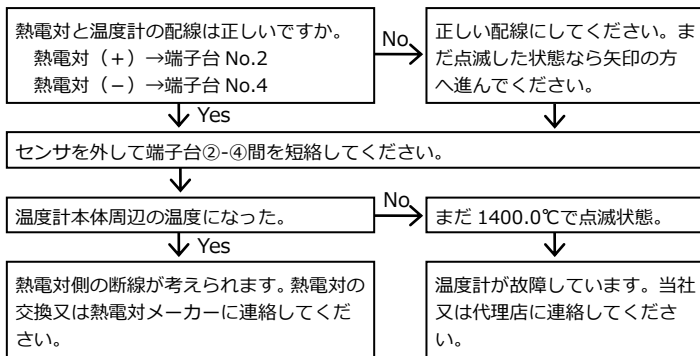 熱電対と温度計の配線は正しいですか。
熱電対（＋）→端子台 No.2
熱電対（－）→端子台 No.4
No
正しい配線にしてください。ま
だ点滅した状態なら矢印の方
へ進んでください。
Yes
センサを外して端子台②-④間を短絡してください。
温度計本体周辺の温度になった。
No
まだ 1400.0℃で点滅状態。
Yes
熱電対側の断線が考えられます。熱電対の
交換又は熱電対メーカーに連絡してくだ
さい。
温度計が故障しています。当社
又は代理店に連絡してくださ
い。